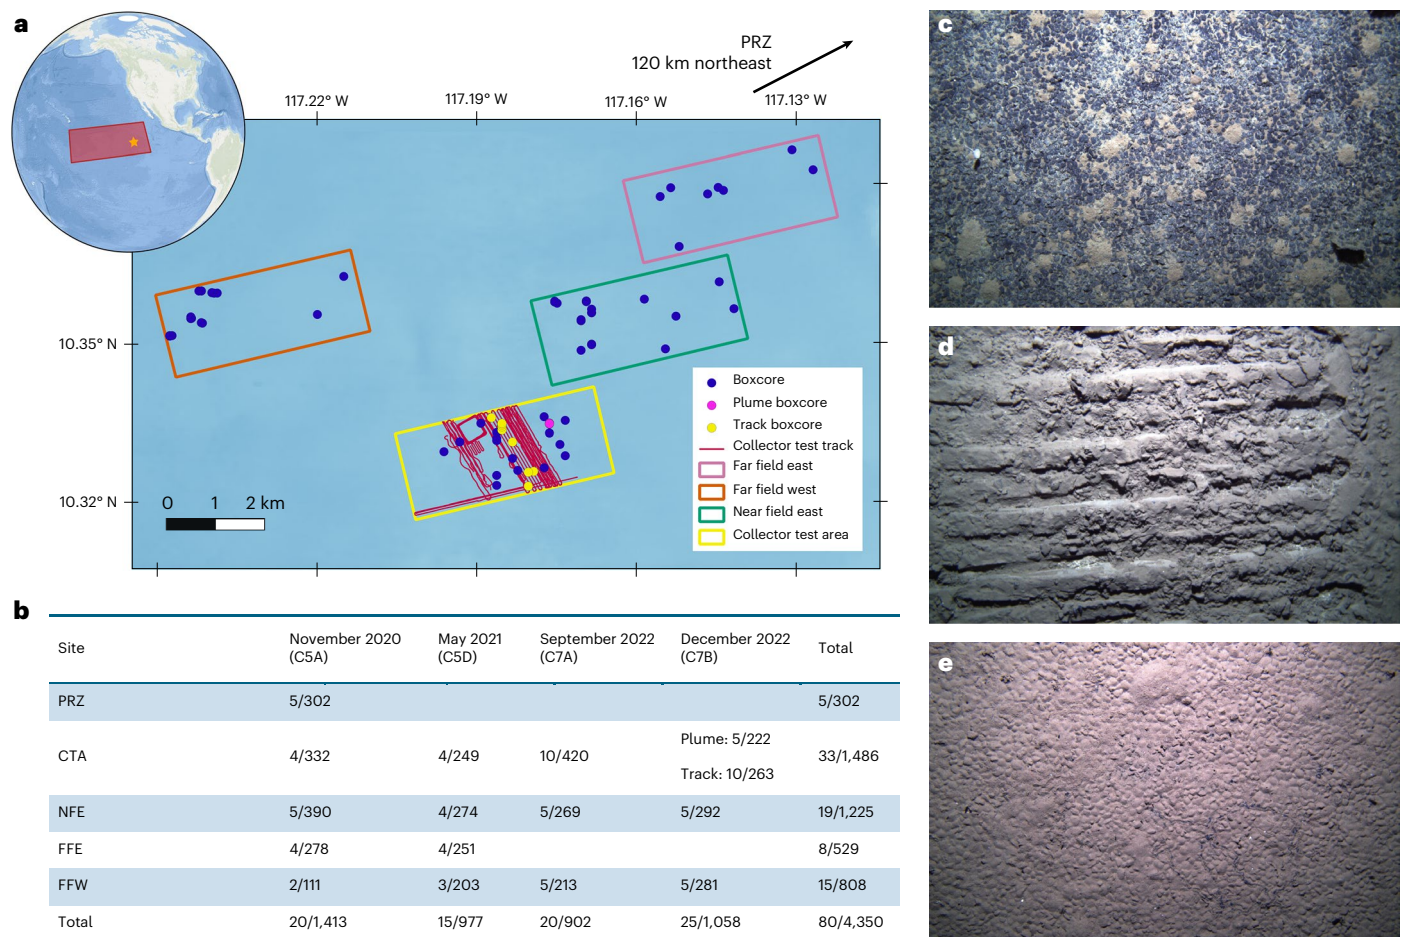 a
PRZ
120 km northeast
117.22° W 117.19° W 117.16° W 117.13° W
10.35° N
10.32° N
0 1 2 km
Boxcore
Plume boxcore
Track boxcore
Collector test track
Far field east
Far field west
Near field east
Collector test area
b
Site November 2020 (C5A) May 2021 (C5D) September 2022 (C7A) December 2022 (C7B) Total
PRZ 5/302 5/302
CTA 4/332 4/249 10/420 Plume: 5/222 Track: 10/263 33/1,486
NFE 5/390 4/274 5/269 5/292 19/1,225
FFE 4/278 4/251 8/529
FFW 2/111 3/203 5/213 5/281 15/808
Total 20/1,413 15/977 20/902 25/1,058 80/4,350
c
d
e